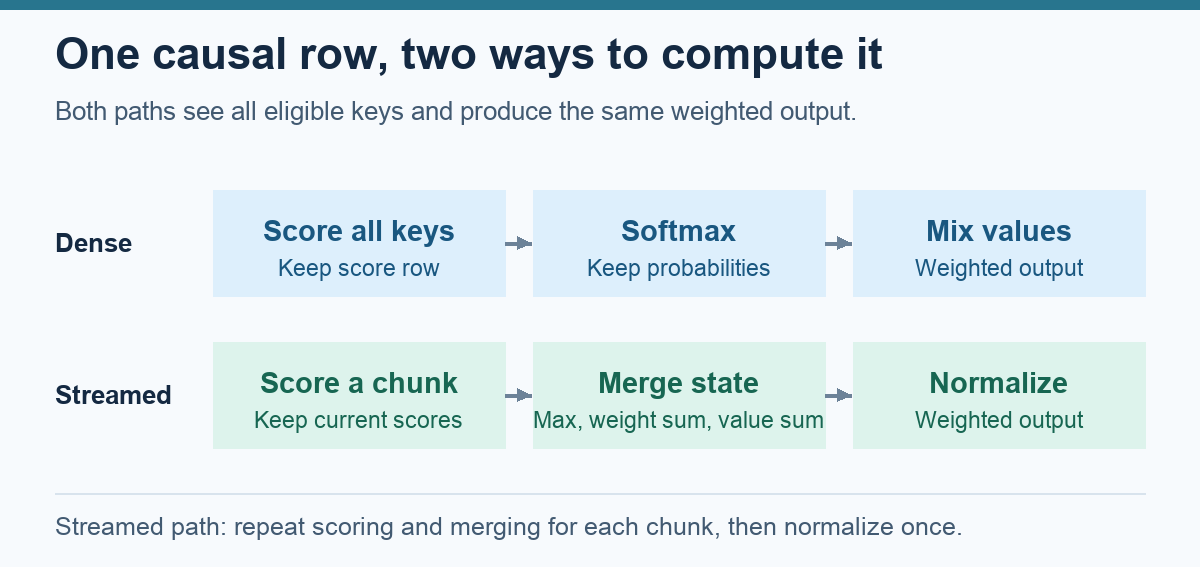 One causal row, two ways to compute it
Both paths see all eligible keys and produce the same weighted output.
Dense
Score all keys
Keep score row
Softmax
Keep probabilities
Mix values
Weighted output
Streamed
Score a chunk
Keep current scores
Merge state
Max, weight sum, value sum
Normalize
Weighted output
Streamed path: repeat scoring and merging for each chunk, then normalize once.